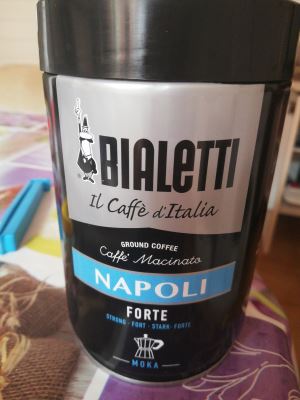 BIALETTI
Il Caffè d'Italia
GROUND COFFEE
Caffè Macinato
NAPOLI
FORTE
STRONG · FORT · STARK · FORTE
MOKA